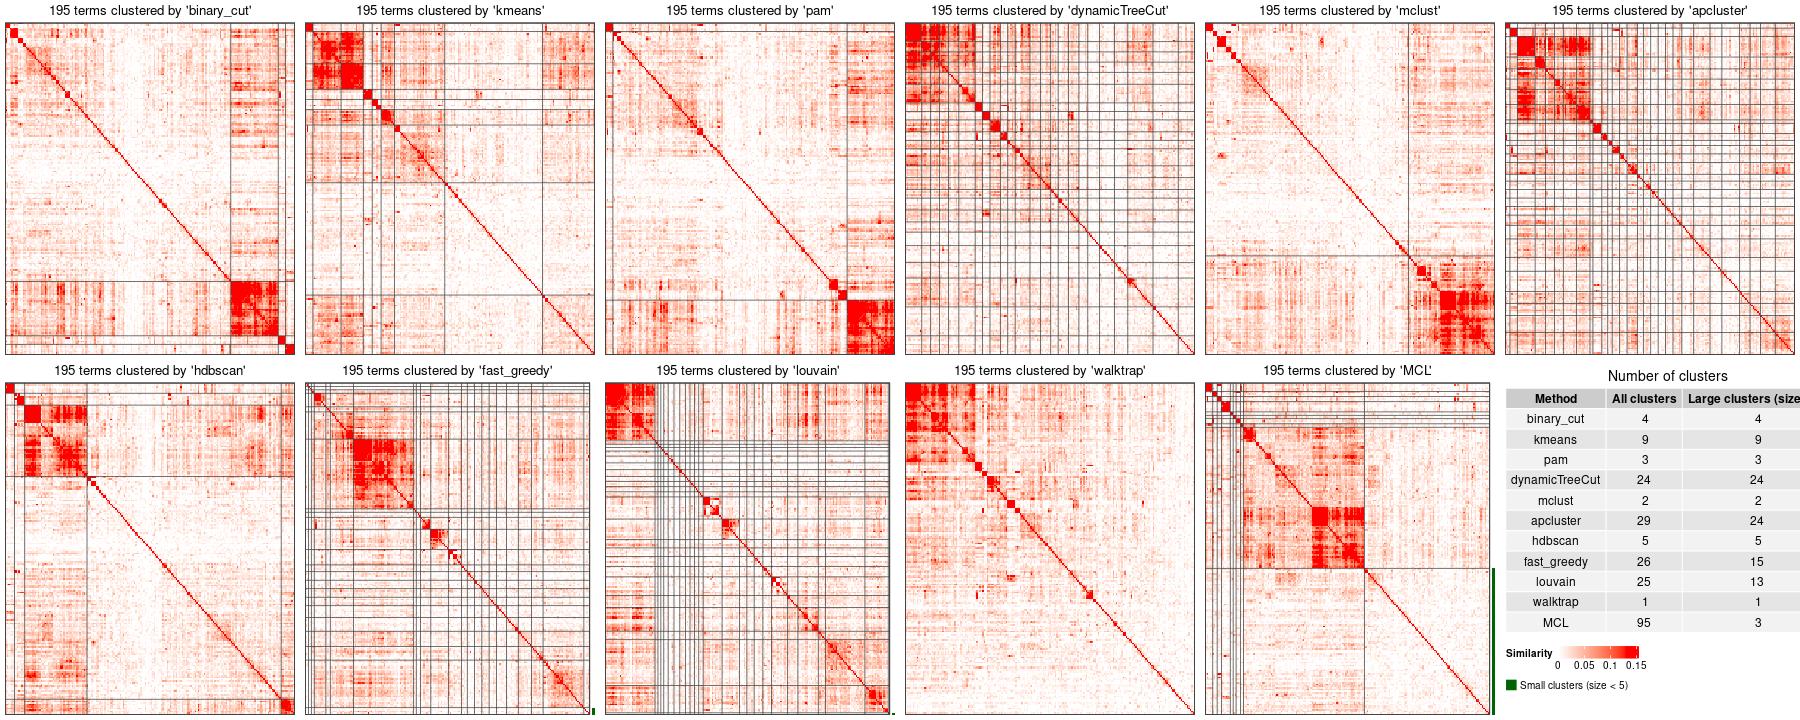 195 terms clustered by 'binary_cut'
195 terms clustered by 'kmeans'
195 terms clustered by 'pam'
195 terms clustered by 'dynamicTreeCut'
195 terms clustered by 'mclust'
195 terms clustered by 'apcluster'
195 terms clustered by 'hdbscan'
195 terms clustered by 'fast_greedy'
195 terms clustered by 'louvain'
195 terms clustered by 'walktrap'
195 terms clustered by 'MCL'
Number of clusters
Method All clusters Large clusters (size
binary_cut 4 4
kmeans 9 9
pam 3 3
dynamicTreeCut 24 24
mclust 2 2
apcluster 29 24
hdbscan 5 5
fast_greedy 26 15
louvain 25 13
walktrap 1 1
MCL 95 3
Similarity
0 0.05 0.1 0.15
Small clusters (size < 5)